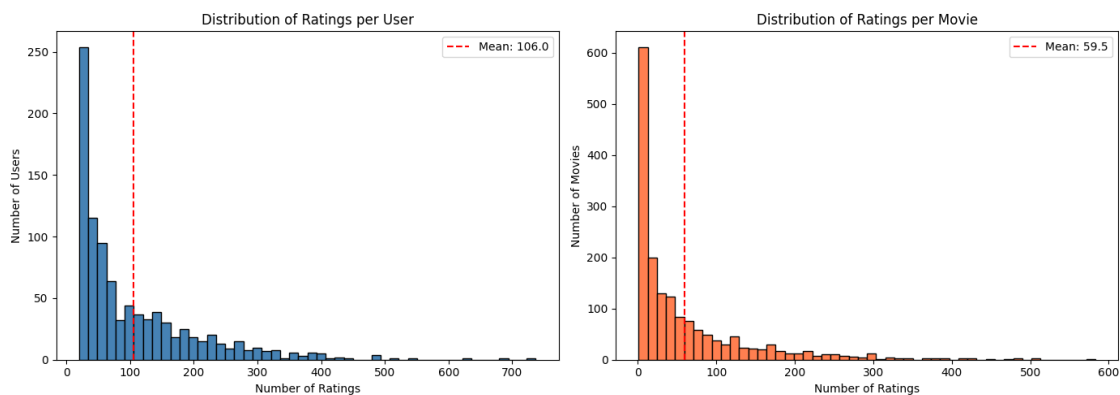 Distribution of Ratings per User
Mean: 106.0
250
200
150
100
50
0
Number of Users
0 100 200 300 400 500 600 700
Number of Ratings
Distribution of Ratings per Movie
Mean: 59.5
600
500
400
300
200
100
0
Number of Movies
0 100 200 300 400 500 600
Number of Ratings